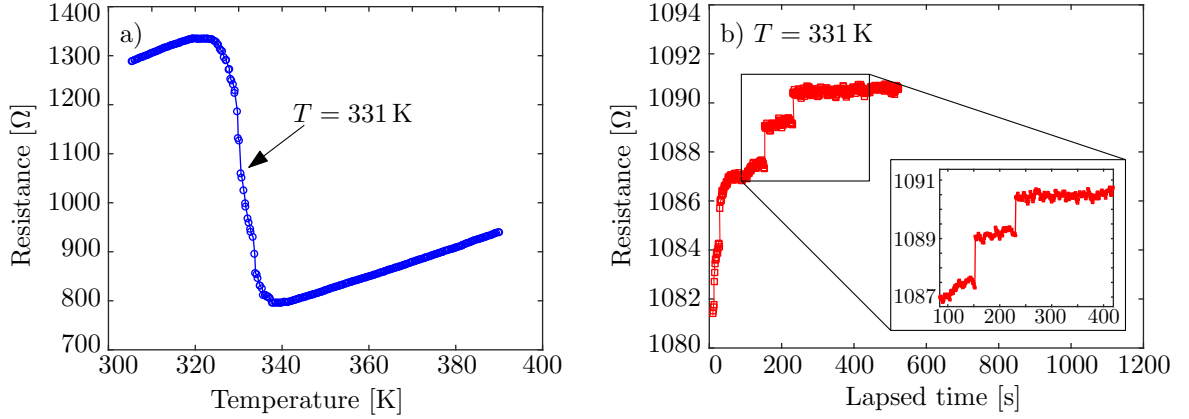 a)
T = 331 K
1400
1300
1200
1100
1000
900
800
700
300 320 340 360 380 400
Resistance [Ω]
Temperature [K]
b) T = 331 K
1094
1092
1090
1088
1086
1084
1082
1080
0 200 400 600 800 1000 1200
Resistance [Ω]
Lapsed time [s]
1091
1089
1087
100 200 300 400